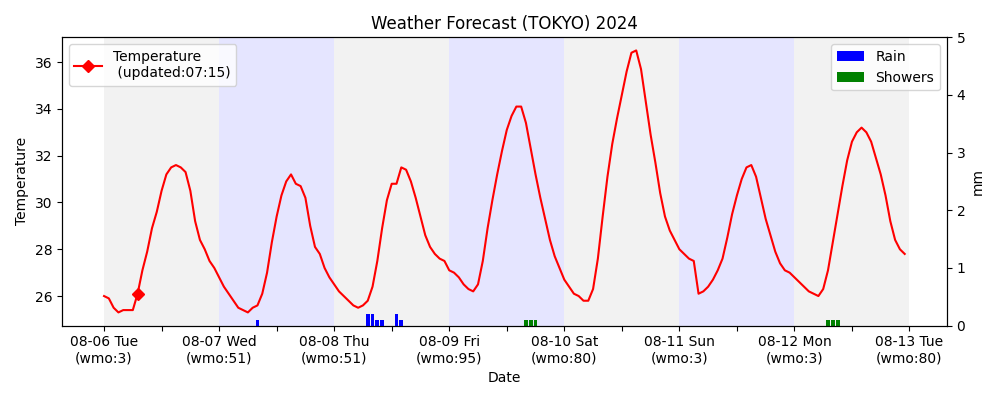 Weather Forecast (TOKYO) 2024
Temperature
(updated:07:15)
Rain
Showers
Temperature
36
34
32
30
28
26
5
4
3
2
1
0
mm
08-06 Tue
(wmo:3)
08-07 Wed
(wmo:51)
08-08 Thu
(wmo:51)
08-09 Fri
(wmo:95)
08-10 Sat
(wmo:80)
08-11 Sun
(wmo:3)
08-12 Mon
(wmo:3)
08-13 Tue
(wmo:80)
Date